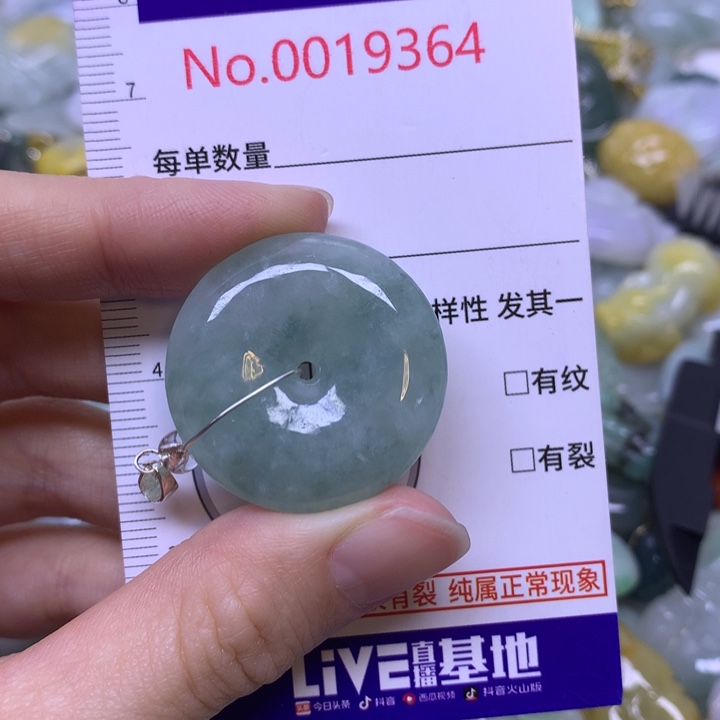 6
No.0019364
7
每单数量
样性 发其一
4
□有纹
□有裂
有裂 纯属正常现象
LiVE直播基地
今日头条 抖音 西瓜视频 抖音火山版